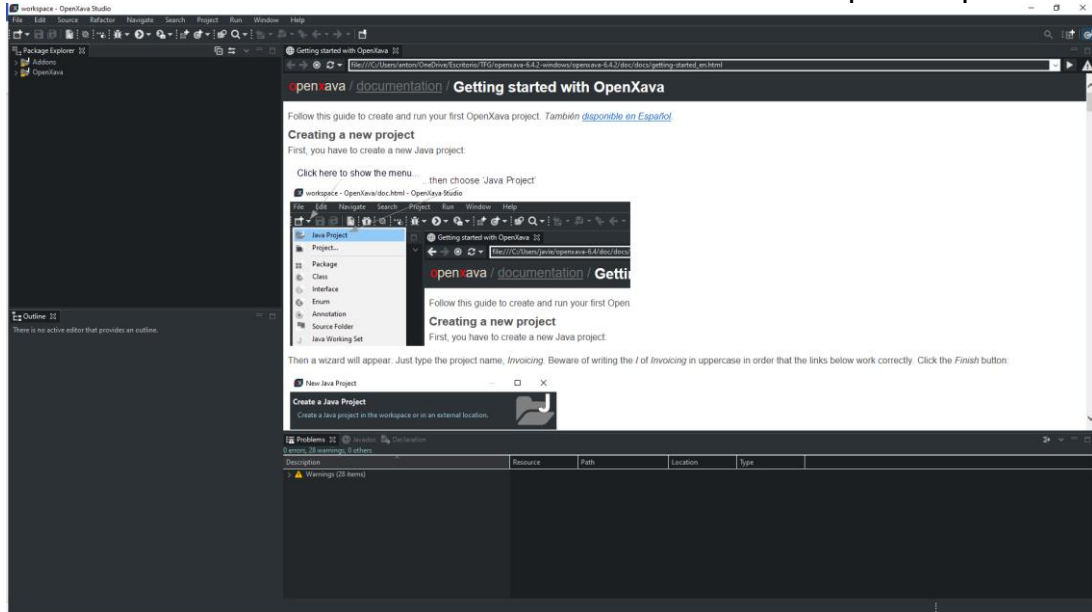 workspace - OpenXava Studio
File Edit Source Refactor Navigate Search Project Run Window Help
Package Explorer
Addons
OpenXava
Getting started with OpenXava
file:///C:/Users/anton/OneDrive/Escritorio/TFG/openxava-6.4.2-windows/openxava-6.4.2/doc/docs/getting-started_en.html
openxava / documentation / Getting started with OpenXava
Follow this guide to create and run your first OpenXava project. También disponible en Español.
Creating a new project
First, you have to create a new Java project:
Click here to show the menu...
...then choose 'Java Project'
workspace - OpenXava/doc.html - OpenXava Studio
File Edit Navigate Search Project Run Window Help
Java Project
Project...
Package
Class
Interface
Enum
Annotation
Source Folder
Java Working Set
Getting started with OpenXava
file:///C:/Users/javie/openxava-6.4/doc/docs
openxava / documentation / Getti
Follow this guide to create and run your first Open
Creating a new project
First, you have to create a new Java project:
Then a wizard will appear. Just type the project name, Invoicing. Beware of writing the I of Invoicing in uppercase in order that the links below work correctly. Click the Finish button:
New Java Project
Create a Java Project
Create a Java project in the workspace or in an external location.
Outline
There is no active editor that provides an outline.
Problems Javadoc Declaration
0 errors, 28 warnings, 0 others
Description Resource Path Location Type
Warnings (28 items)